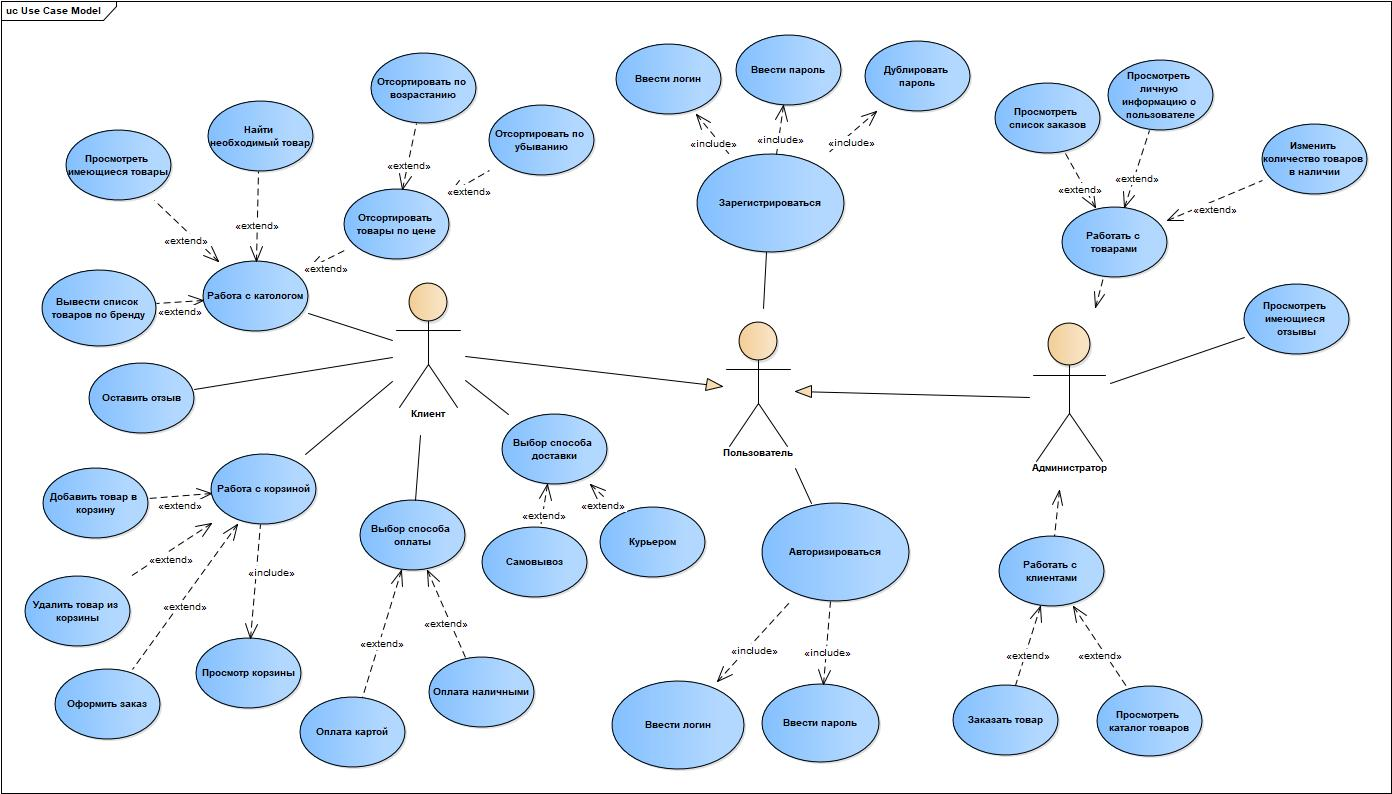 uc Use Case Model
Отсортировать по
возрастанию
Отсортировать по
убыванию
Найти
необходимый товар
Просмотреть
имеющиеся товары
Отсортировать
товары по цене
«extend»
«extend»
«extend»
«extend»
«extend»
Вывести список
товаров по бренду
«extend»
Работа с катологом
Оставить отзыв
Клиент
Ввести логин
Ввести пароль
Дублировать
пароль
«include»
«include»
«include»
Зарегистрироваться
Просмотреть
список заказов
Просмотреть
личную
информацию о
пользователе
Изменить
количество товаров
в наличии
«extend»
«extend»
«extend»
Работать с
товарами
Просмотреть
имеющиеся
отзывы
Пользователь
Администратор
Работа с корзиной
Добавить товар в
корзину
«extend»
«extend»
«extend»
«include»
Удалить товар из
корзины
Оформить заказ
Просмотр корзины
Выбор способа
оплаты
«extend»
«extend»
Оплата картой
Оплата наличными
Выбор способа
доставки
«extend»
«extend»
Самовывоз
Курьером
Авторизироваться
«include»
«include»
Ввести логин
Ввести пароль
Работать с
клиентами
«extend»
«extend»
Заказать товар
Просмотреть
каталог товаров